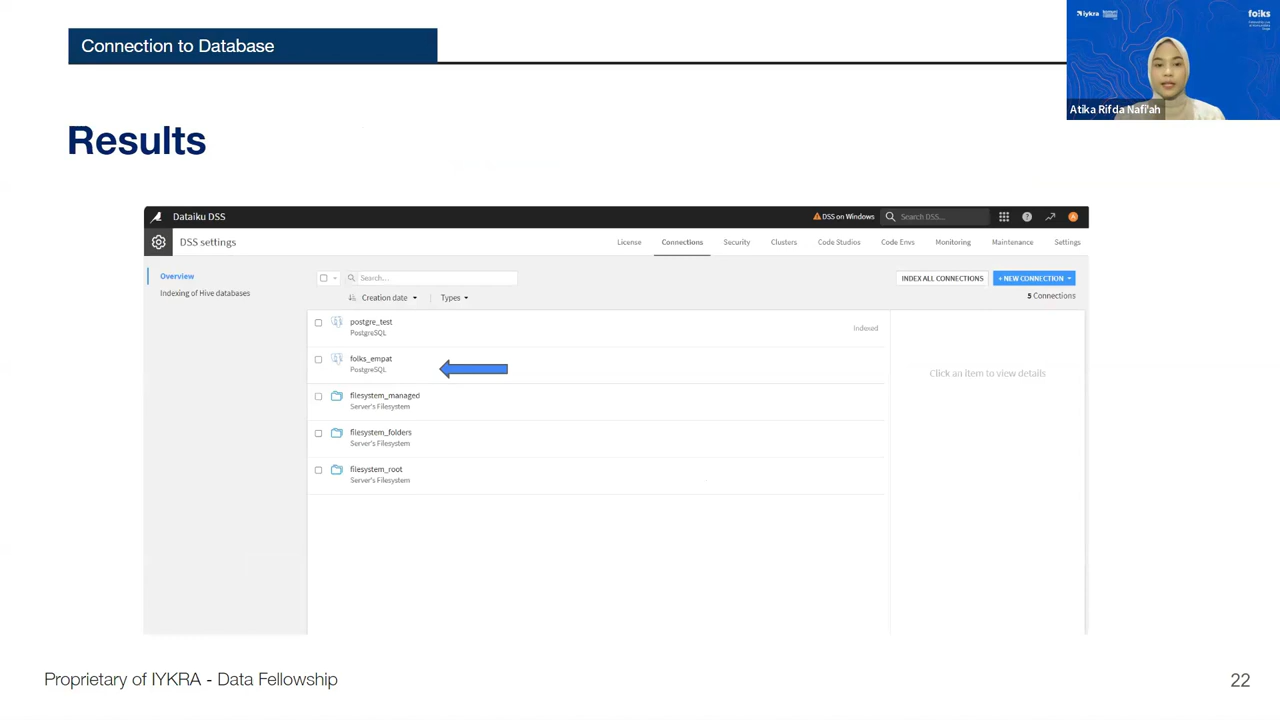 Connection to Database
iykra
folks
Atika Rifda Nafi'ah
Results
Dataiku DSS
DSS on Windows
Search DSS...
DSS settings
License
Connections
Security
Clusters
Code Studios
Code Envs
Monitoring
Maintenance
Settings
Overview
Indexing of Hive databases
Search...
INDEX ALL CONNECTIONS
+ NEW CONNECTION
Creation date
Types
5 Connections
postgre_test
PostgreSQL
Indexed
folks_empat
PostgreSQL
Click an item to view details
filesystem_managed
Server's Filesystem
filesystem_folders
Server's Filesystem
filesystem_root
Server's Filesystem
Proprietary of IYKRA - Data Fellowship
22